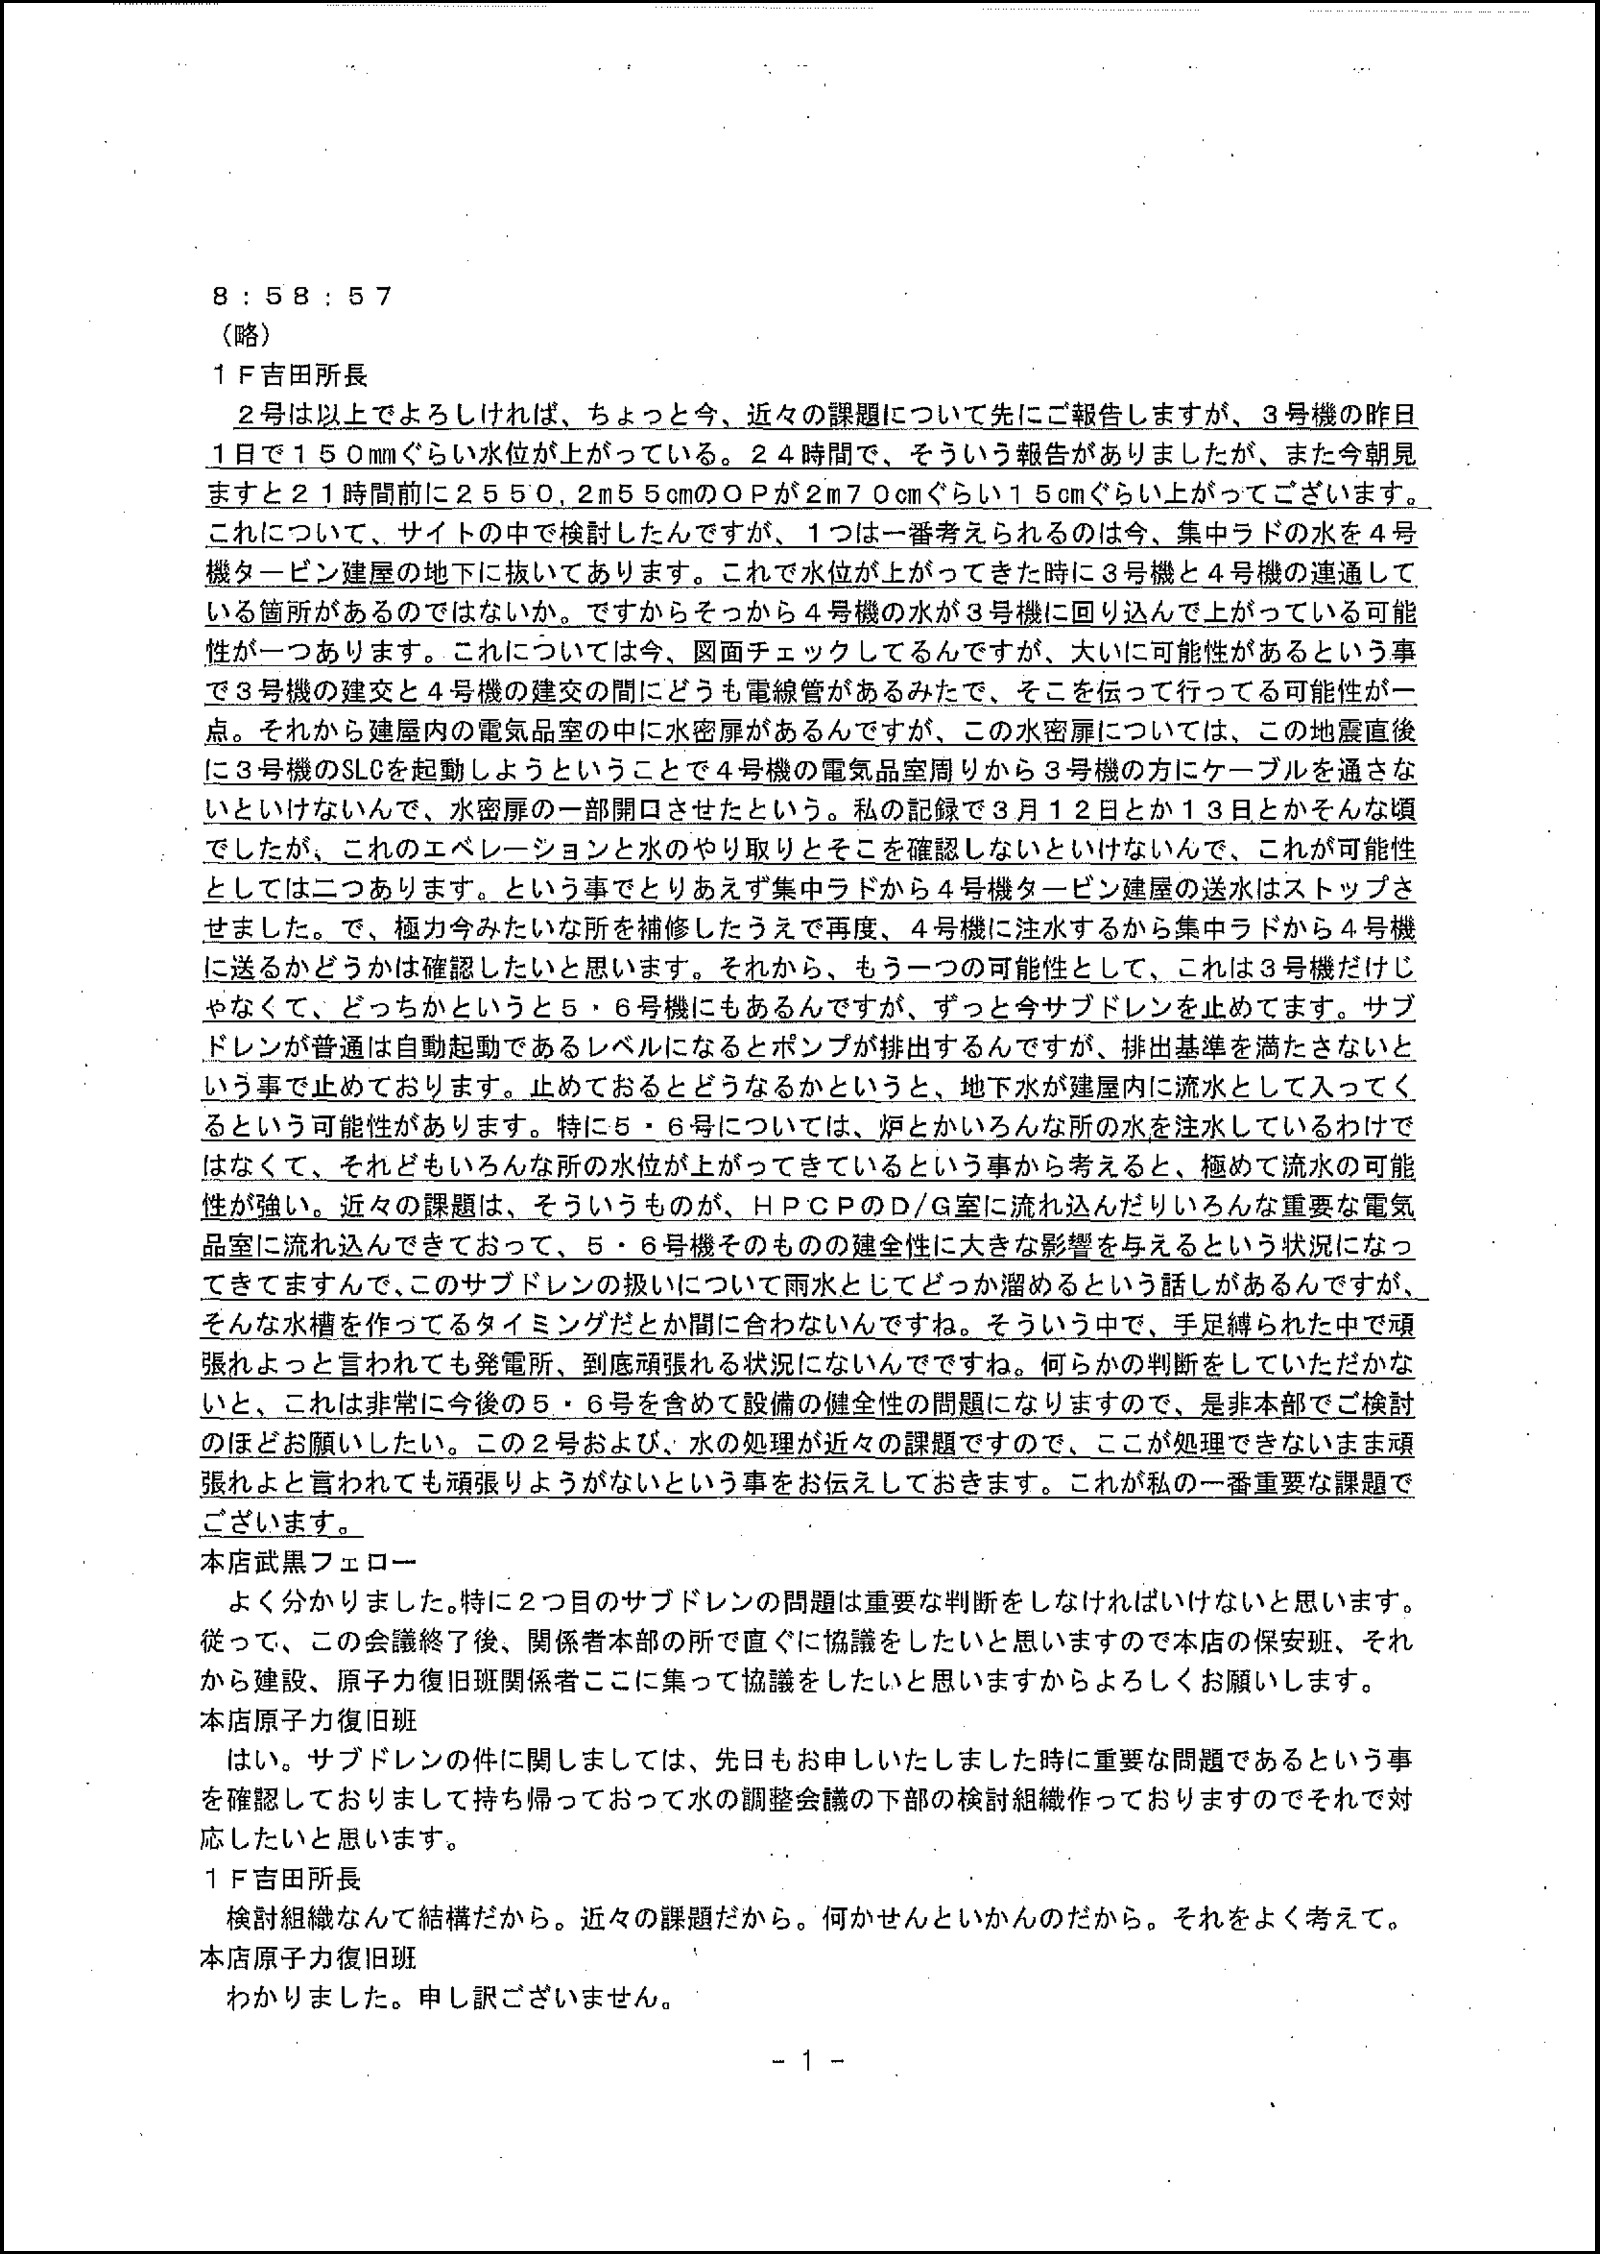 ８：５８：５７
（略）
１Ｆ吉田所長
２号は以上でよろしければ、ちょっと今、近々の課題について先にご報告しますが、３号機の昨日
１日で１５０㎜ぐらい水位が上がっている。２４時間で、そういう報告がありましたが、また今朝見
ますと２１時間前に２５５０,２ｍ５５㎝のＯＰが２ｍ７０㎝ぐらい１５㎝ぐらい上がってございます。
これについて、サイトの中で検討したんですが、１つは一番考えられるのは今、集中ラドの水を４号
機タービン建屋の地下に抜いてあります。これで水位が上がってきた時に３号機と４号機の連通して
いる箇所があるのではないか。ですからそっから４号機の水が３号機に回り込んで上がっている可能
性が一つあります。これについては今、図面チェックしてるんですが、大いに可能性があるという事
で３号機の建交と４号機の建交の間にどうも電線管があるみたで、そこを伝って行ってる可能性が一
点。それから建屋内の電気品室の中に水密扉があるんですが、この水密扉については、この地震直後
に３号機のSLCを起動しようということで４号機の電気品室周りから３号機の方にケーブルを通さな
いといけないんで、水密扉の一部開口させたという。私の記録で３月１２日とか１３日とかそんな頃
でしたが、これのエベレーションと水のやり取りとそこを確認しないといけないんで、これが可能性
としては二つあります。という事でとりあえず集中ラドから４号機タービン建屋の送水はストップさ
せました。で、極力今みたいな所を補修したうえで再度、４号機に注水するから集中ラドから４号機
に送るかどうかは確認したいと思います。それから、もう一つの可能性として、これは３号機だけじ
ゃなくて、どっちかというと５・６号機にもあるんですが、ずっと今サブドレンを止めてます。サブ
ドレンが普通は自動起動であるレベルになるとポンプが排出するんですが、排出基準を満たさないと
いう事で止めております。止めておるとどうなるかというと、地下水が建屋内に流水として入ってく
るという可能性があります。特に５・６号については、炉とかいろんな所の水を注水しているわけで
はなくて、それどもいろんな所の水位が上がってきているという事から考えると、極めて流水の可能
性が強い。近々の課題は、そういうものが、ＨＰＣＰのＤ/Ｇ室に流れ込んだりいろんな重要な電気
品室に流れ込んできておって、５・６号機そのものの建全性に大きな影響を与えるという状況になっ
てきてますんで、このサブドレンの扱いについて雨水としてどっか溜めるという話しがあるんですが、
そんな水槽を作ってるタイミングだとか間に合わないんですね。そういう中で、手足縛られた中で頑
張れよっと言われても発電所、到底頑張れる状況にないんでですね。何らかの判断をしていただかな
いと、これは非常に今後の５・６号を含めて設備の健全性の問題になりますので、是非本部でご検討
のほどお願いしたい。この２号および、水の処理が近々の課題ですので、ここが処理できないまま頑
張れよと言われても頑張りようがないという事をお伝えしておきます。これが私の一番重要な課題で
ございます。
本店武黒フェロー
よく分かりました。特に２つ目のサブドレンの問題は重要な判断をしなければいけないと思います。
従って、この会議終了後、関係者本部の所で直ぐに協議をしたいと思いますので本店の保安班、それ
から建設、原子力復旧班関係者ここに集って協議をしたいと思いますからよろしくお願いします。
本店原子力復旧班
はい。サブドレンの件に関しましては、先日もお申しいたしました時に重要な問題であるという事
を確認しておりまして持ち帰っておって水の調整会議の下部の検討組織作っておりますのでそれで対
応したいと思います。
１Ｆ吉田所長
検討組織なんて結構だから。近々の課題だから。何かせんといかんのだから。それをよく考えて。
本店原子力復旧班
わかりました。申し訳ございません。
- 1 -